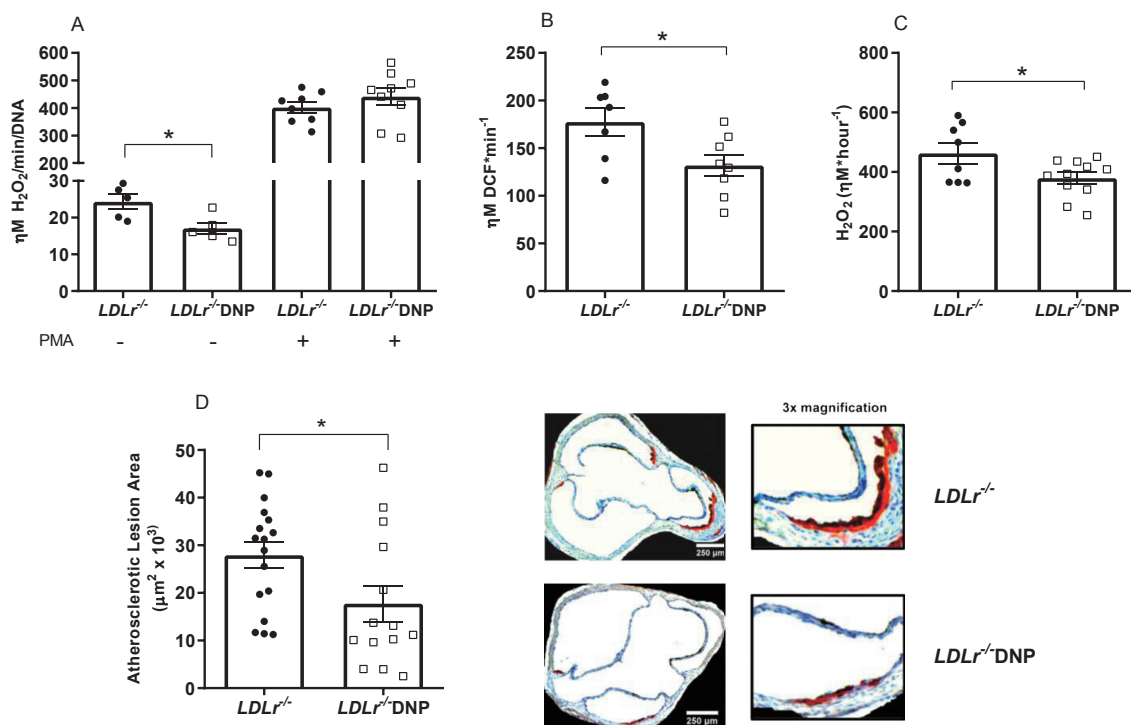 A
ηM H₂O₂/min/DNA
600
500
400
300
200
100
30
20
10
0
*
LDLr⁻/⁻
LDLr⁻/⁻DNP
LDLr⁻/⁻
LDLr⁻/⁻DNP
PMA - - + +
B
ηM DCF*min⁻¹
250
200
150
100
50
0
*
LDLr⁻/⁻
LDLr⁻/⁻DNP
C
H₂O₂ (ηM*hour⁻¹)
800
600
400
200
0
*
LDLr⁻/⁻
LDLr⁻/⁻DNP
D
Atherosclerotic Lesion Area
(μm² x 10³)
50
40
30
20
10
0
*
LDLr⁻/⁻
LDLr⁻/⁻DNP
3x magnification
250 μm
LDLr⁻/⁻
250 μm
LDLr⁻/⁻DNP